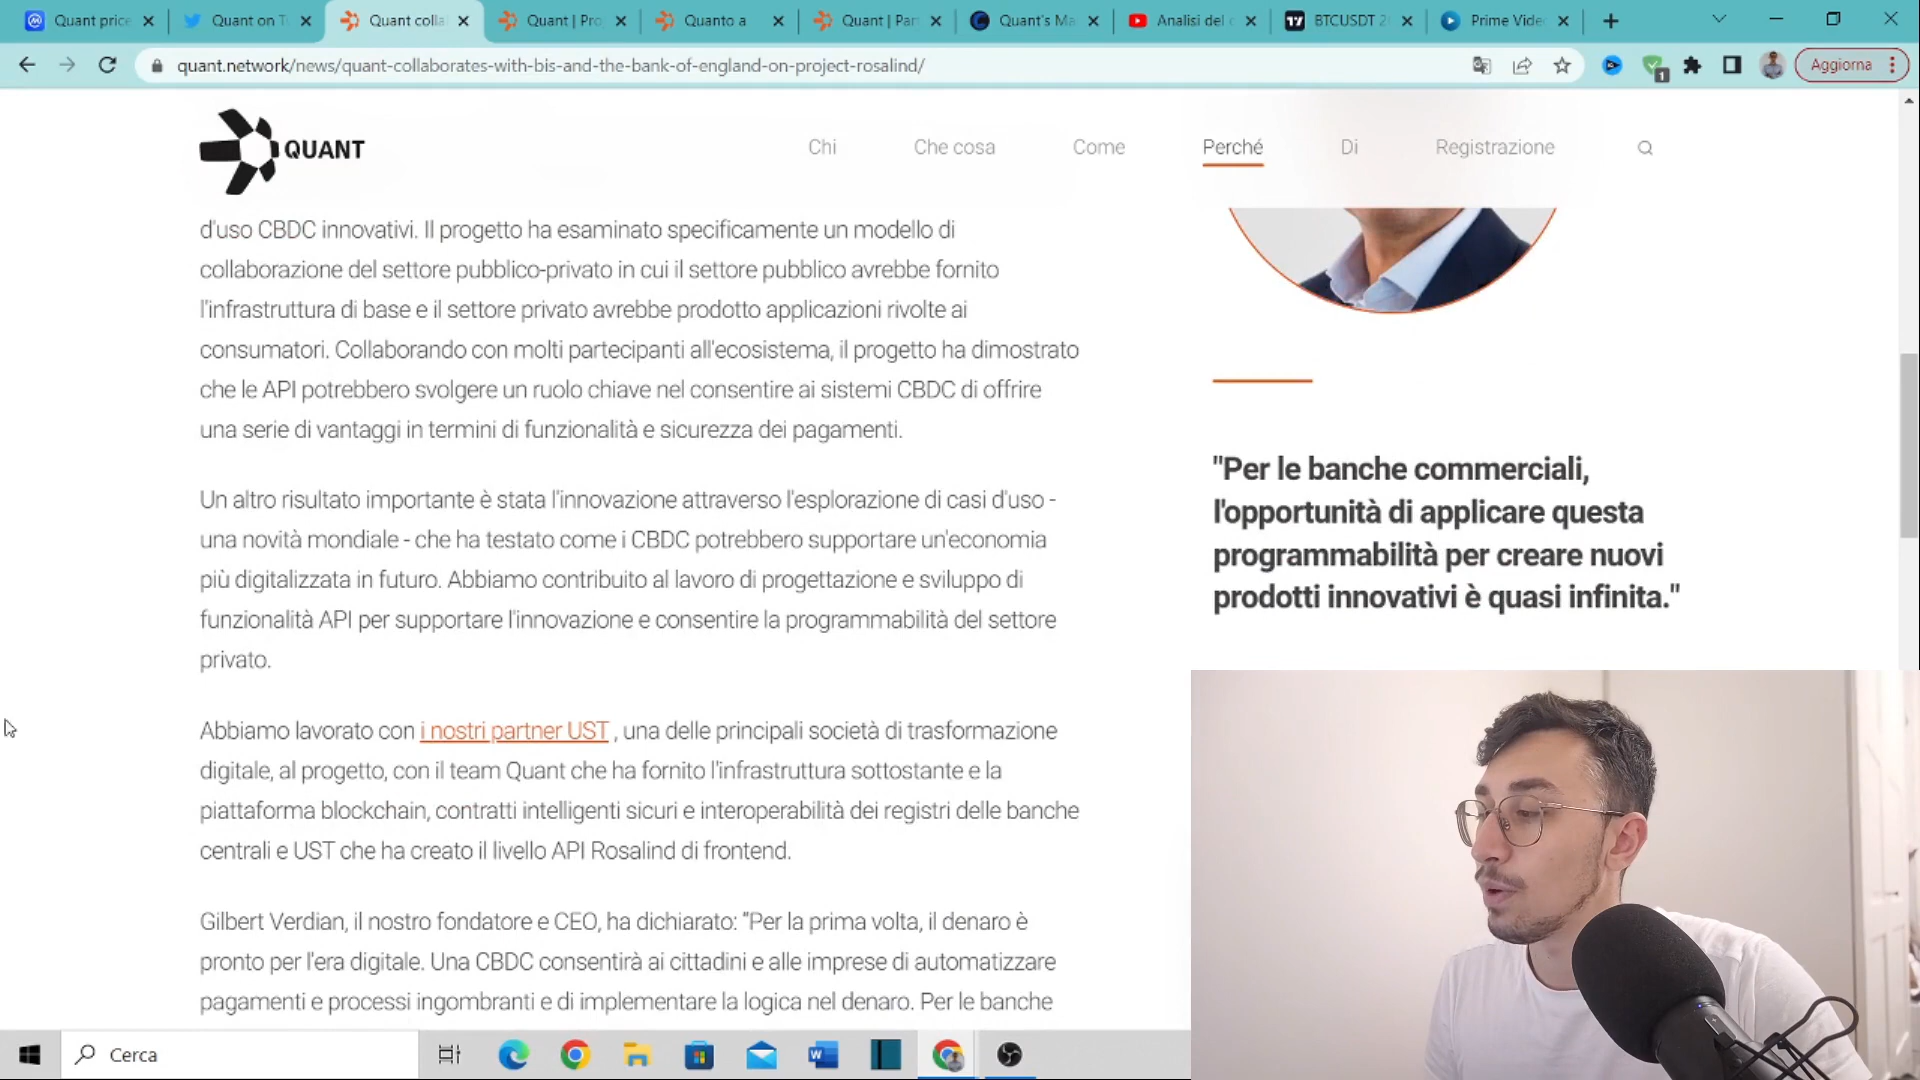 Quant price
Quant on T
Quant colla
Quant | Pro
Quanto a
Quant | Par
Quant's Ma
Analisi del
BTCUSDT 2
Prime Vide
quant.network/news/quant-collaborates-with-bis-and-the-bank-of-england-on-project-rosalind/
1
Aggiorna
QUANT
Chi
Che cosa
Come
Perché
Di
Registrazione
d'uso CBDC innovativi. Il progetto ha esaminato specificamente un modello di
collaborazione del settore pubblico-privato in cui il settore pubblico avrebbe fornito
l'infrastruttura di base e il settore privato avrebbe prodotto applicazioni rivolte ai
consumatori. Collaborando con molti partecipanti all'ecosistema, il progetto ha dimostrato
che le API potrebbero svolgere un ruolo chiave nel consentire ai sistemi CBDC di offrire
una serie di vantaggi in termini di funzionalità e sicurezza dei pagamenti.
Un altro risultato importante è stata l'innovazione attraverso l'esplorazione di casi d'uso -
una novità mondiale - che ha testato come i CBDC potrebbero supportare un'economia
più digitalizzata in futuro. Abbiamo contribuito al lavoro di progettazione e sviluppo di
funzionalità API per supportare l'innovazione e consentire la programmabilità del settore
privato.
Abbiamo lavorato con i nostri partner UST , una delle principali società di trasformazione
digitale, al progetto, con il team Quant che ha fornito l'infrastruttura sottostante e la
piattaforma blockchain, contratti intelligenti sicuri e interoperabilità dei registri delle banche
centrali e UST che ha creato il livello API Rosalind di frontend.
Gilbert Verdian, il nostro fondatore e CEO, ha dichiarato: "Per la prima volta, il denaro è
pronto per l'era digitale. Una CBDC consentirà ai cittadini e alle imprese di automatizzare
pagamenti e processi ingombranti e di implementare la logica nel denaro. Per le banche
"Per le banche commerciali,
l'opportunità di applicare questa
programmabilità per creare nuovi
prodotti innovativi è quasi infinita."
Cerca